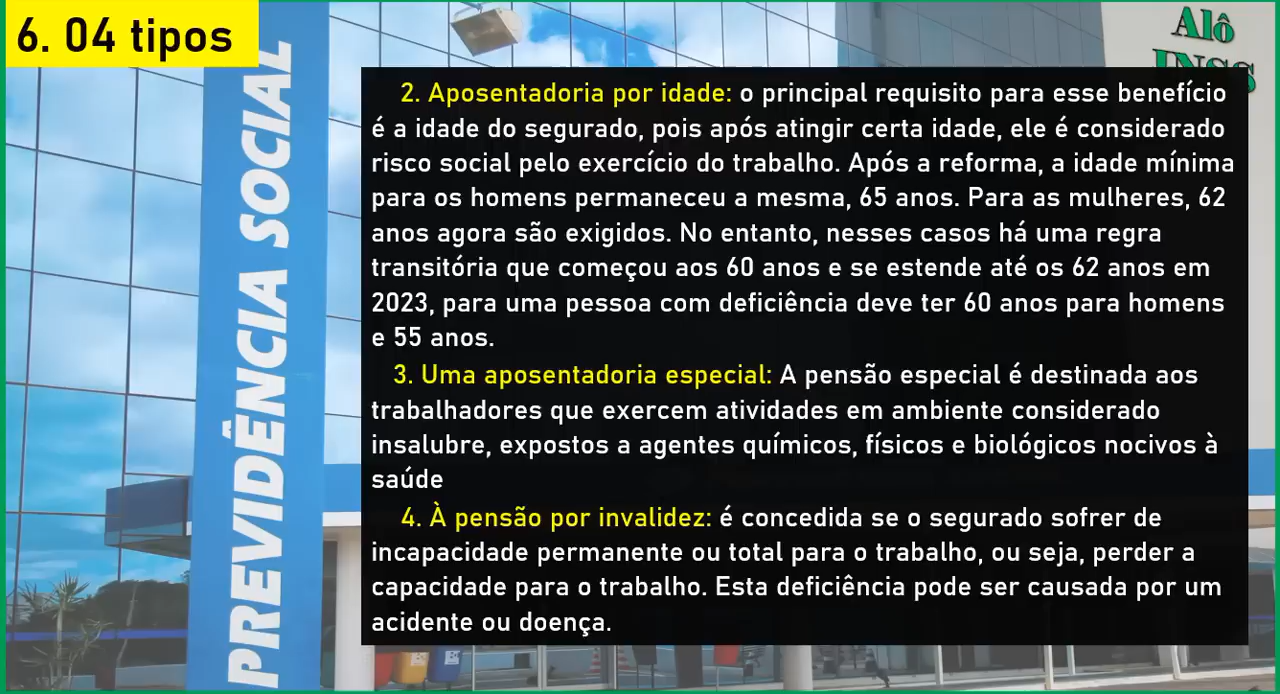 6. 04 tipos
Alô
INSS
PREVIDÊNCIA SOCIAL
2. Aposentadoria por idade: o principal requisito para esse benefício
é a idade do segurado, pois após atingir certa idade, ele é considerado
risco social pelo exercício do trabalho. Após a reforma, a idade mínima
para os homens permaneceu a mesma, 65 anos. Para as mulheres, 62
anos agora são exigidos. No entanto, nesses casos há uma regra
transitória que começou aos 60 anos e se estende até os 62 anos em
2023, para uma pessoa com deficiência deve ter 60 anos para homens
e 55 anos.
3. Uma aposentadoria especial: A pensão especial é destinada aos
trabalhadores que exercem atividades em ambiente considerado
insalubre, expostos a agentes químicos, físicos e biológicos nocivos à
saúde
4. À pensão por invalidez: é concedida se o segurado sofrer de
incapacidade permanente ou total para o trabalho, ou seja, perder a
capacidade para o trabalho. Esta deficiência pode ser causada por um
acidente ou doença.